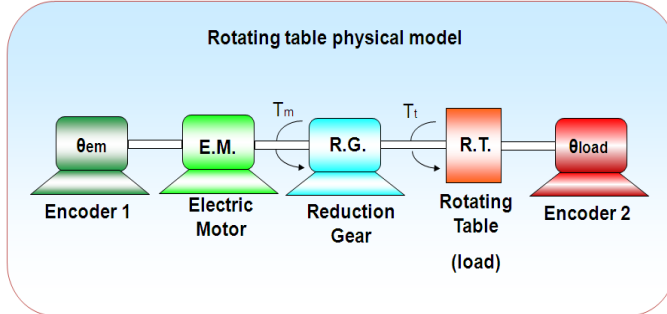 Rotating table physical model
Tm
Tt
θem
E.M.
R.G.
R.T.
θload
Encoder 1
Electric
Motor
Reduction
Gear
Rotating
Table
(load)
Encoder 2